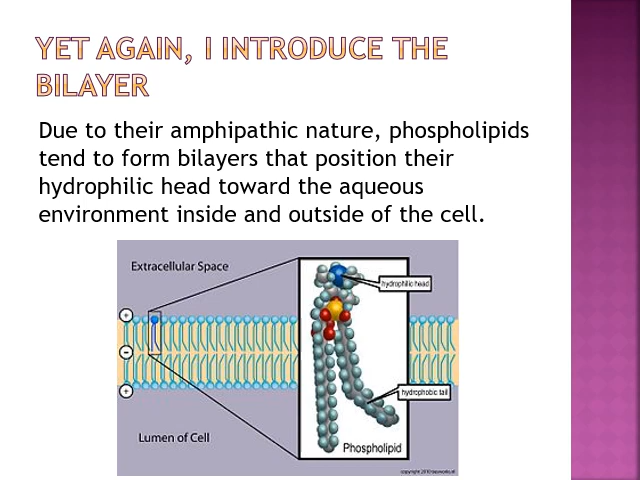 YET AGAIN, I INTRODUCE THE
BILAYER
Due to their amphipathic nature, phospholipids
tend to form bilayers that position their
hydrophilic head toward the aqueous
environment inside and outside of the cell.
Extracellular Space
hydrophilic head
+
-
+
hydrophobic tail
Lumen of Cell
Phospholipid